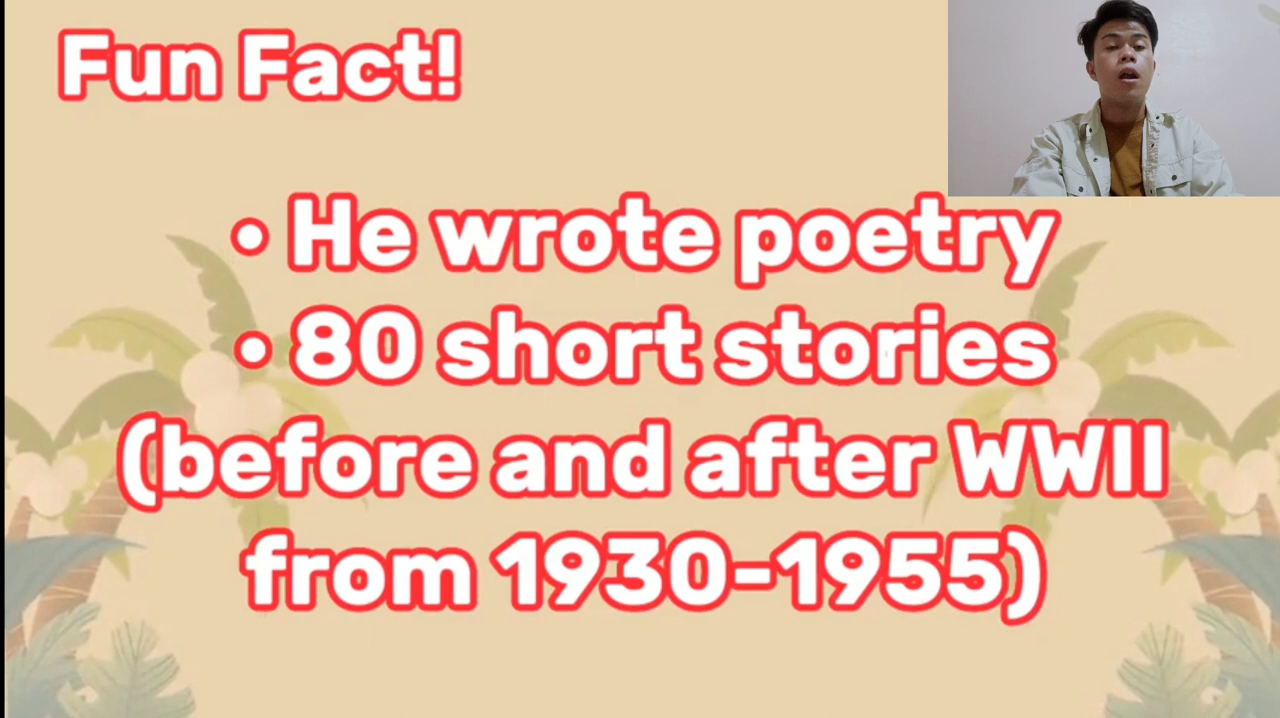 Fun Fact!
• He wrote poetry
• 80 short stories
(before and after WWII
from 1930-1955)